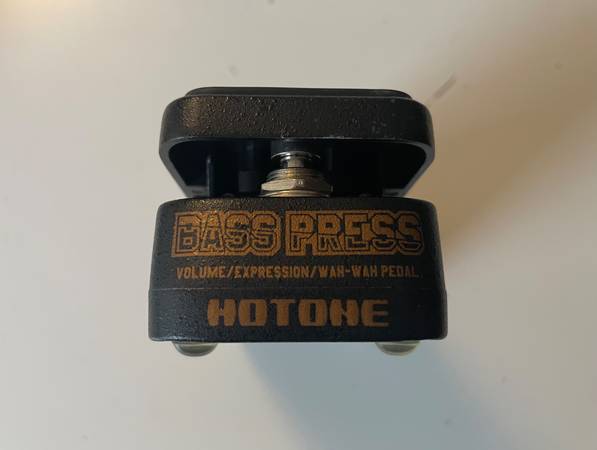 BASS PRESS
VOLUME/EXPRESSION/WAH-WAH PEDAL
HOTONE